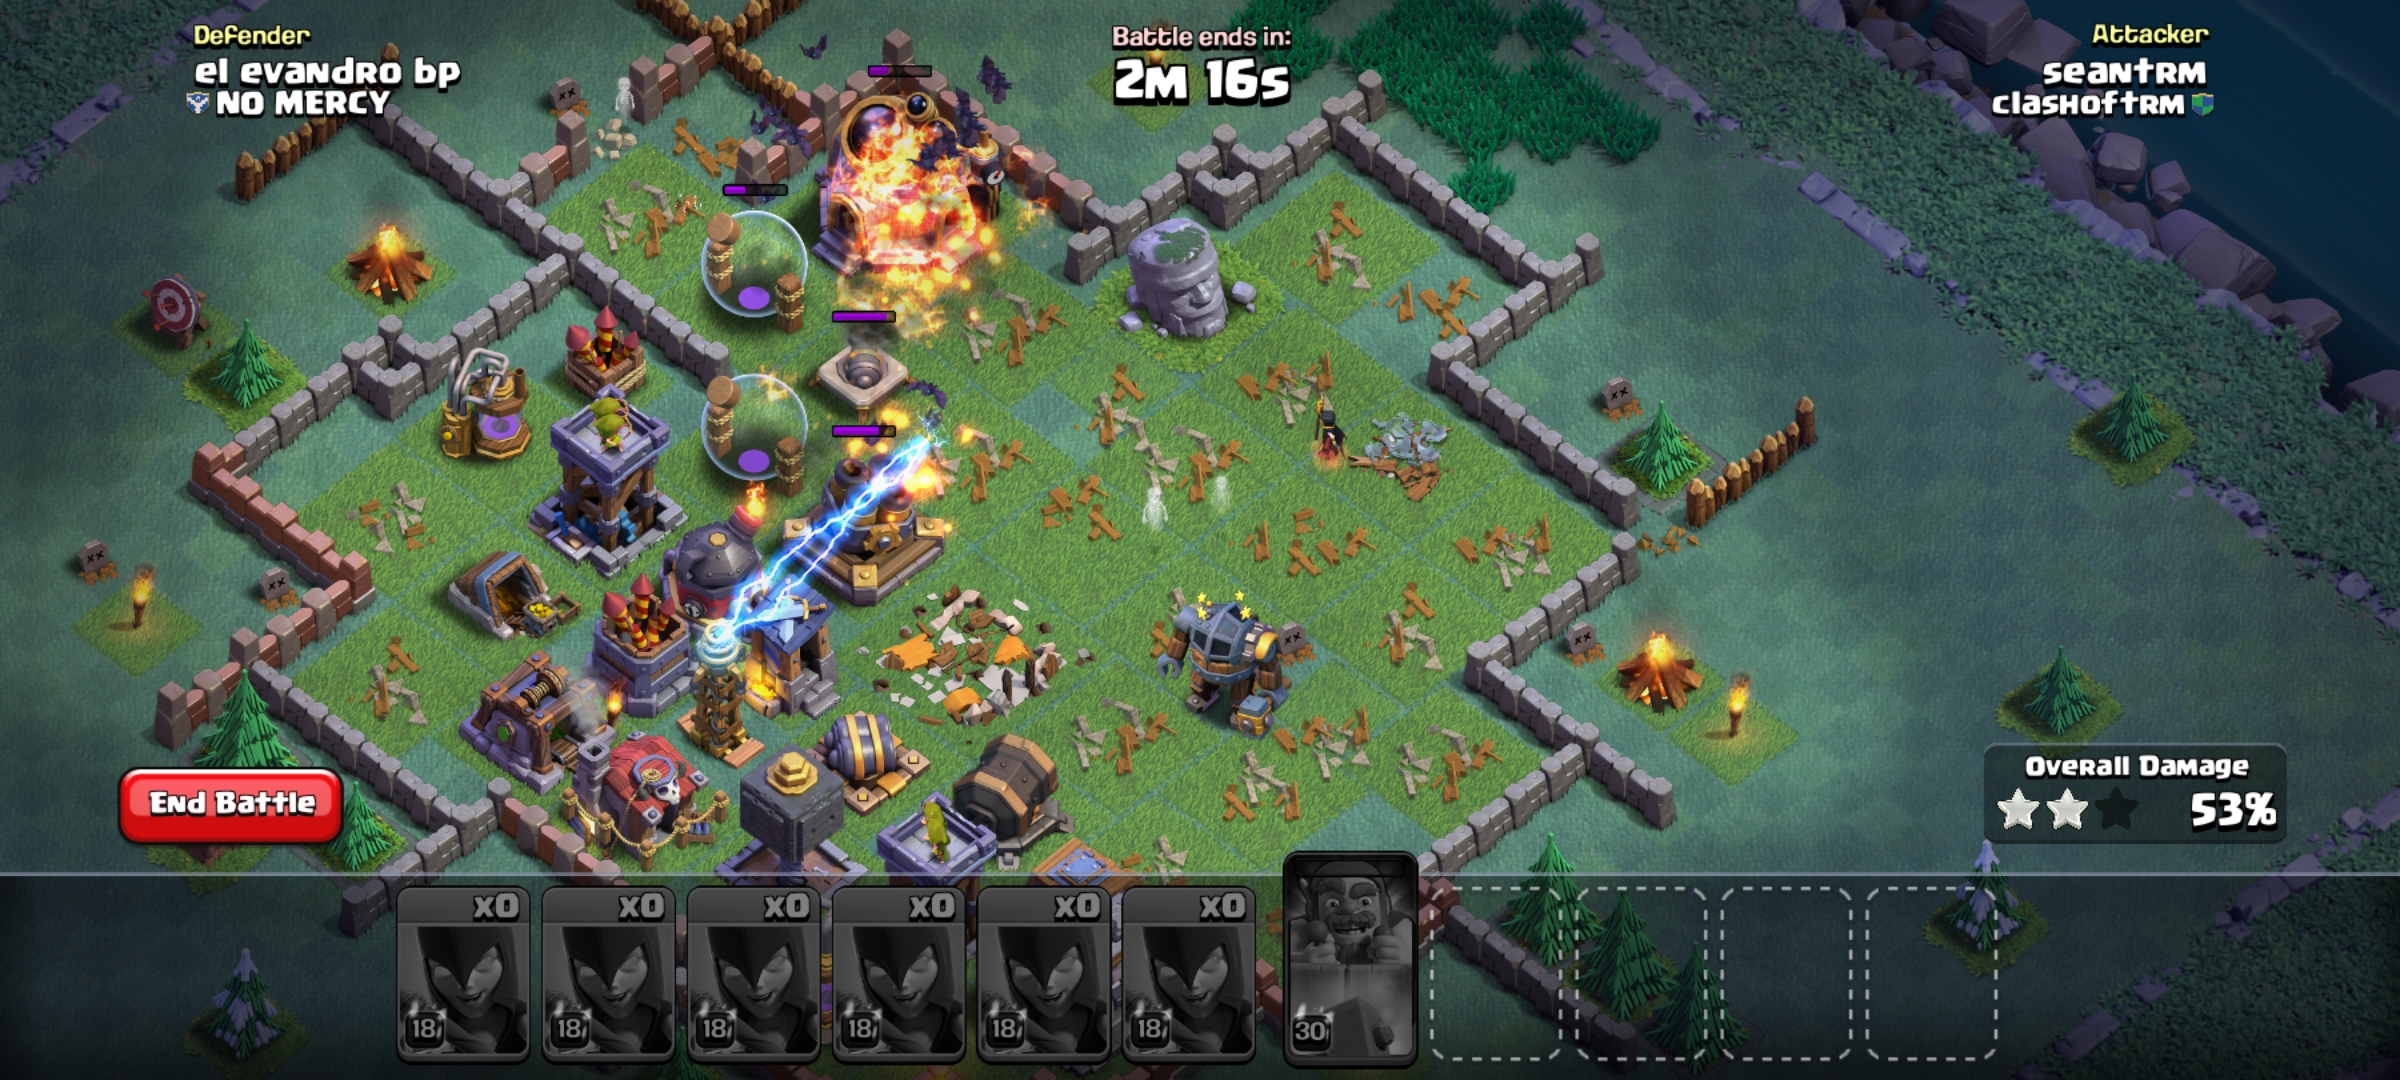 Defender
el evandro bp
NO MERCY
Battle ends in:
2M 16s
Attacker
seantrm
clashoftrm
Overall Damage
53%
End Battle
x0
x0
x0
x0
x0
x0
18
18
18
18
18
18
30